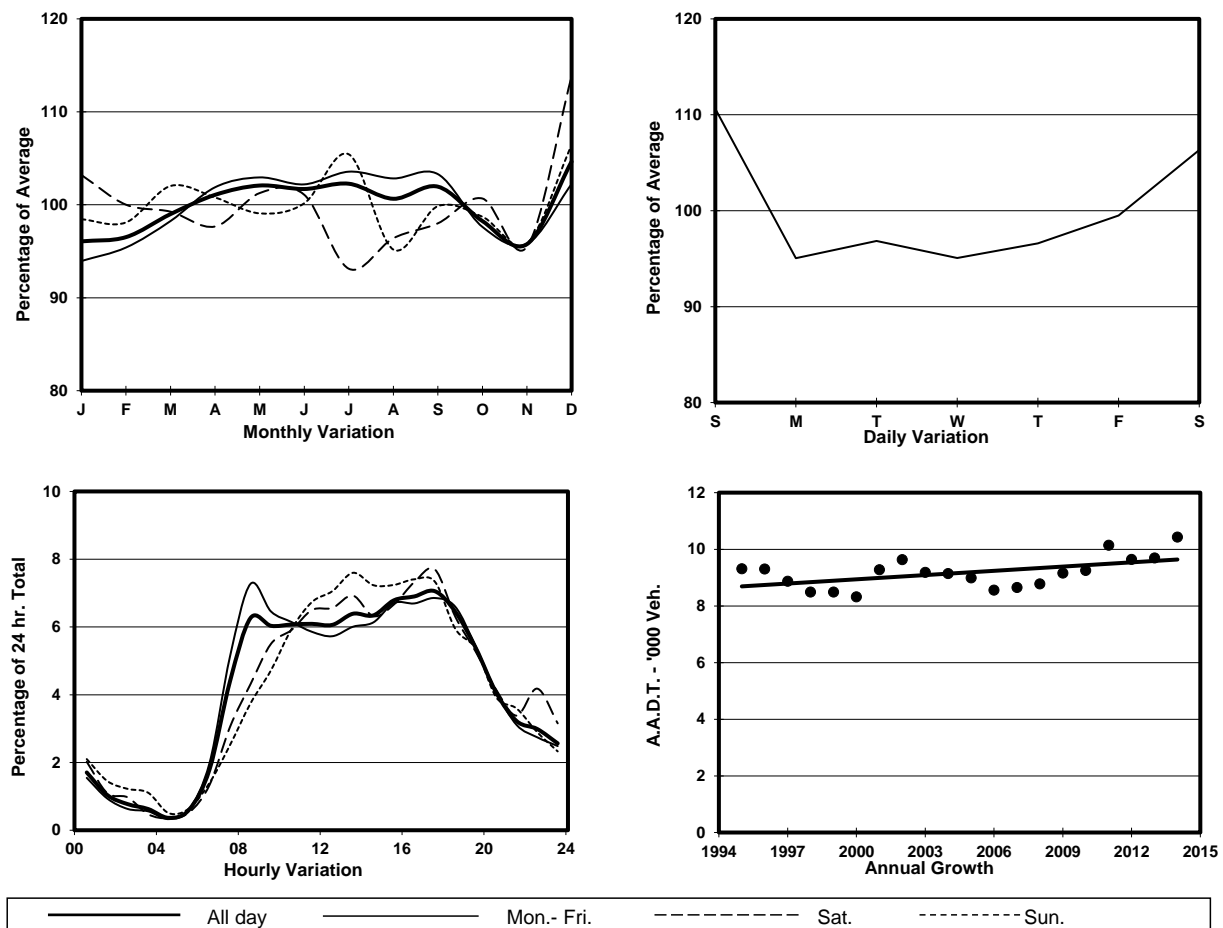 120
110
100
90
80
Percentage of Average
J F M A M J J A S O N D
Monthly Variation
120
110
100
90
80
Percentage of Average
S M T W T F S
Daily Variation
10
8
6
4
2
0
Percentage of 24 hr. Total
00 04 08 12 16 20 24
Hourly Variation
12
10
8
6
4
2
0
A.A.D.T. - '000 Veh.
1994 1997 2000 2003 2006 2009 2012 2015
Annual Growth
All day Mon.- Fri. Sat. Sun.